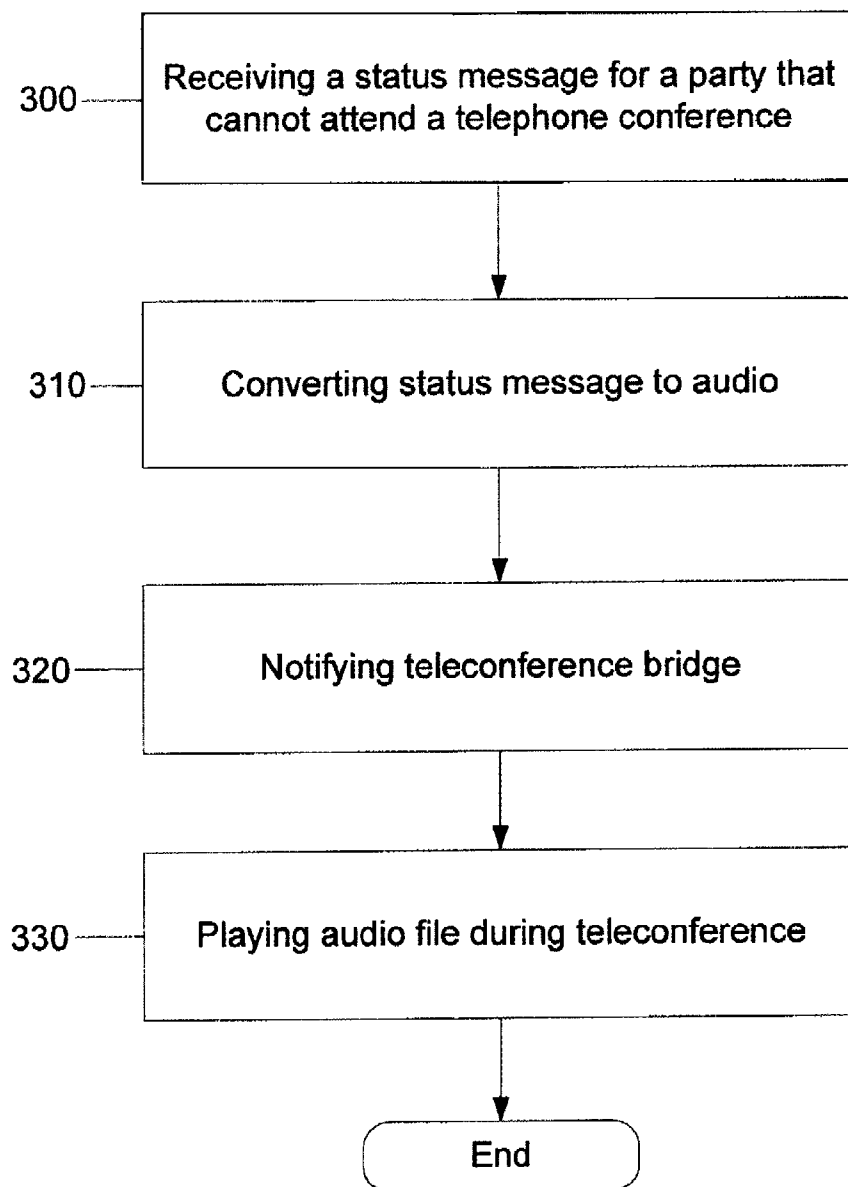 300
Receiving a status message for a party that
cannot attend a telephone conference
310
Converting status message to audio
320
Notifying teleconference bridge
330
Playing audio file during teleconference
End